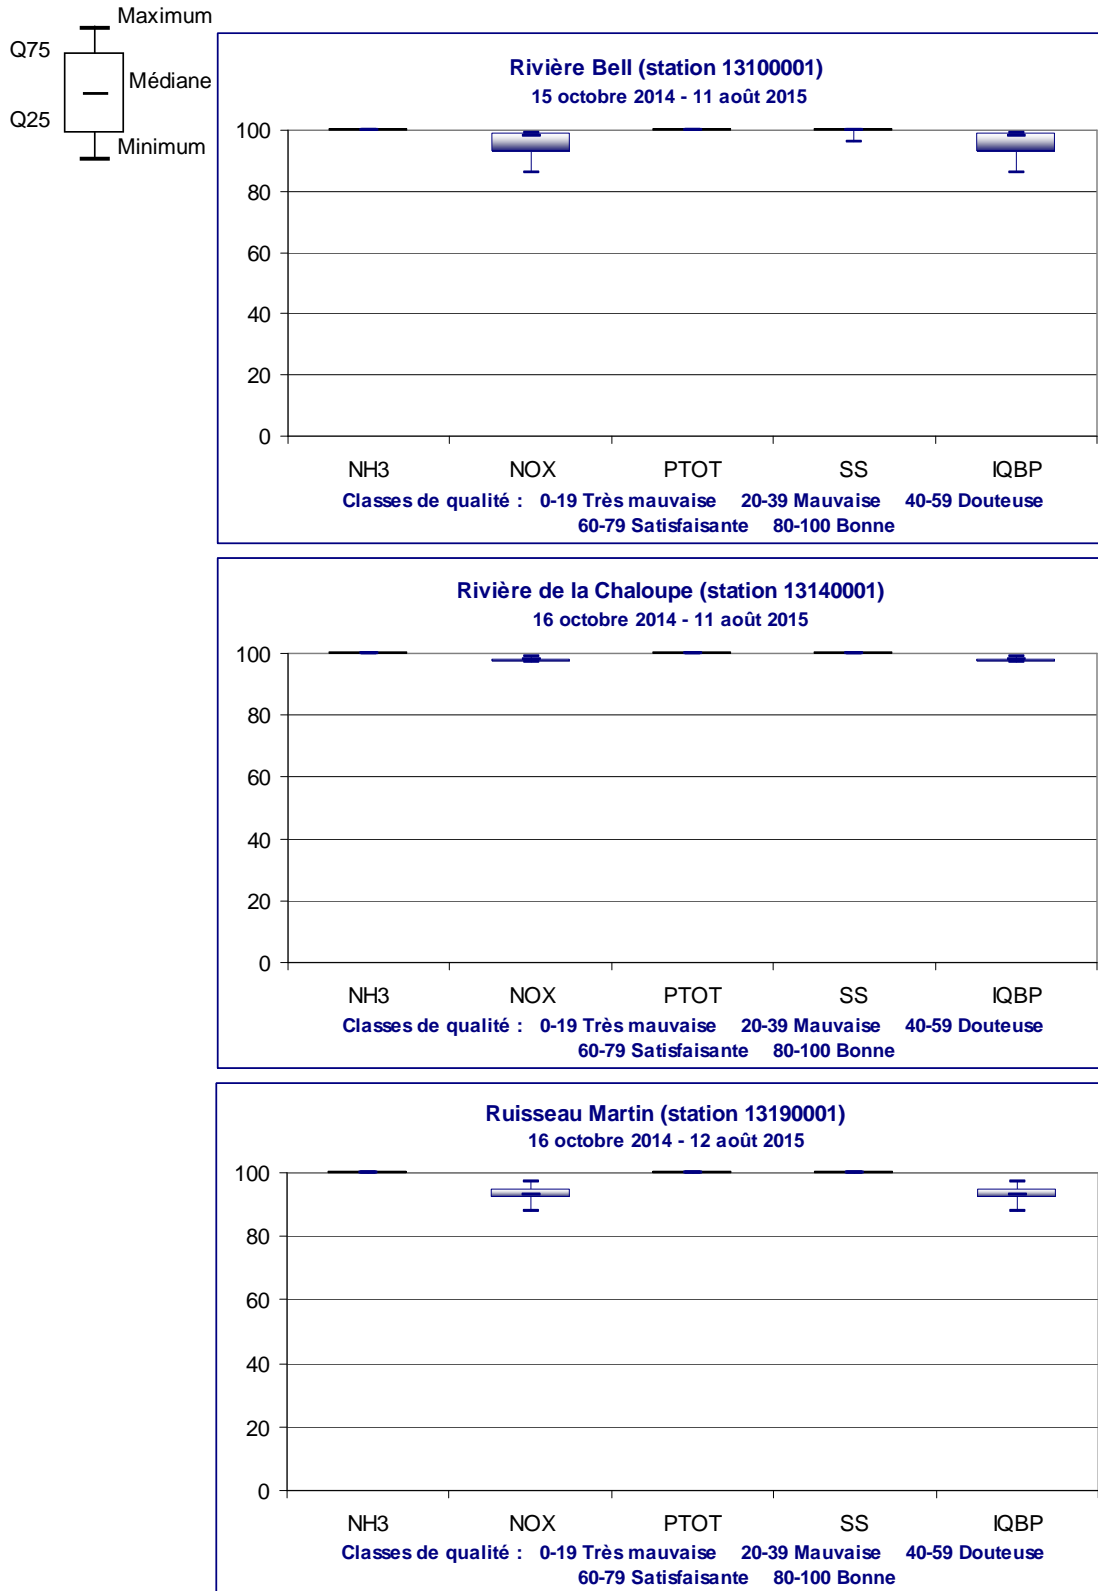 Maximum
Q75
Médiane
Q25
Minimum
Rivière Bell (station 13100001)
15 octobre 2014 - 11 août 2015
100
80
60
40
20
0
NH3 NOX PTOT SS IQBP
Classes de qualité : 0-19 Très mauvaise 20-39 Mauvaise 40-59 Douteuse
60-79 Satisfaisante 80-100 Bonne
Rivière de la Chaloupe (station 13140001)
16 octobre 2014 - 11 août 2015
100
80
60
40
20
0
NH3 NOX PTOT SS IQBP
Classes de qualité : 0-19 Très mauvaise 20-39 Mauvaise 40-59 Douteuse
60-79 Satisfaisante 80-100 Bonne
Ruisseau Martin (station 13190001)
16 octobre 2014 - 12 août 2015
100
80
60
40
20
0
NH3 NOX PTOT SS IQBP
Classes de qualité : 0-19 Très mauvaise 20-39 Mauvaise 40-59 Douteuse
60-79 Satisfaisante 80-100 Bonne